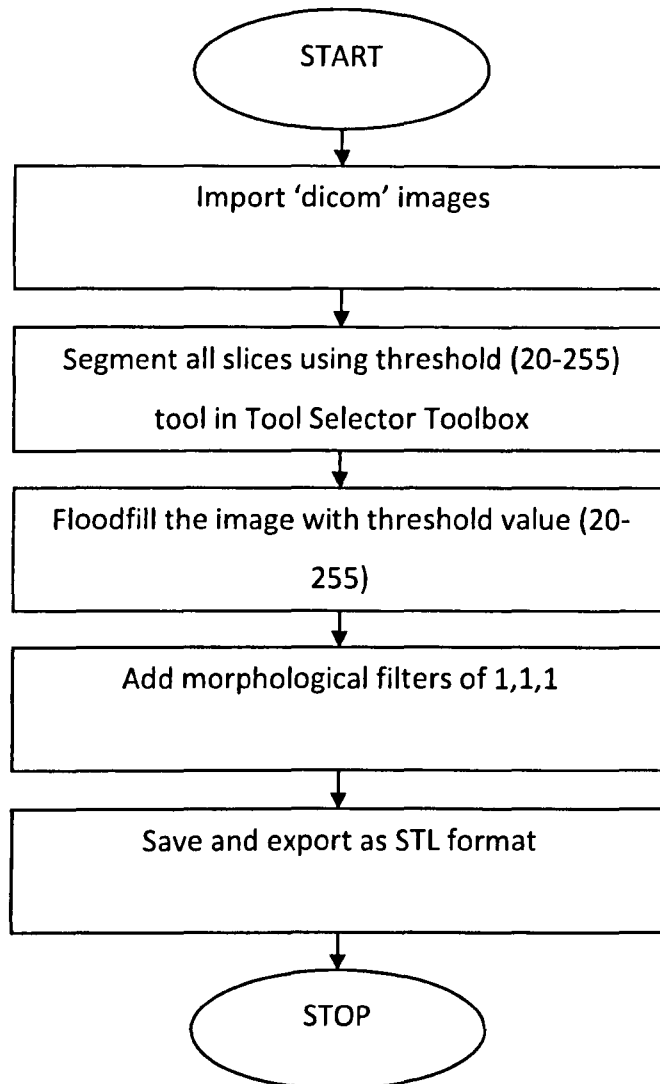 START
Import ‘dicom’ images
Segment all slices using threshold (20-255)
tool in Tool Selector Toolbox
Floodfill the image with threshold value (20-
255)
Add morphological filters of 1,1,1
Save and export as STL format
STOP